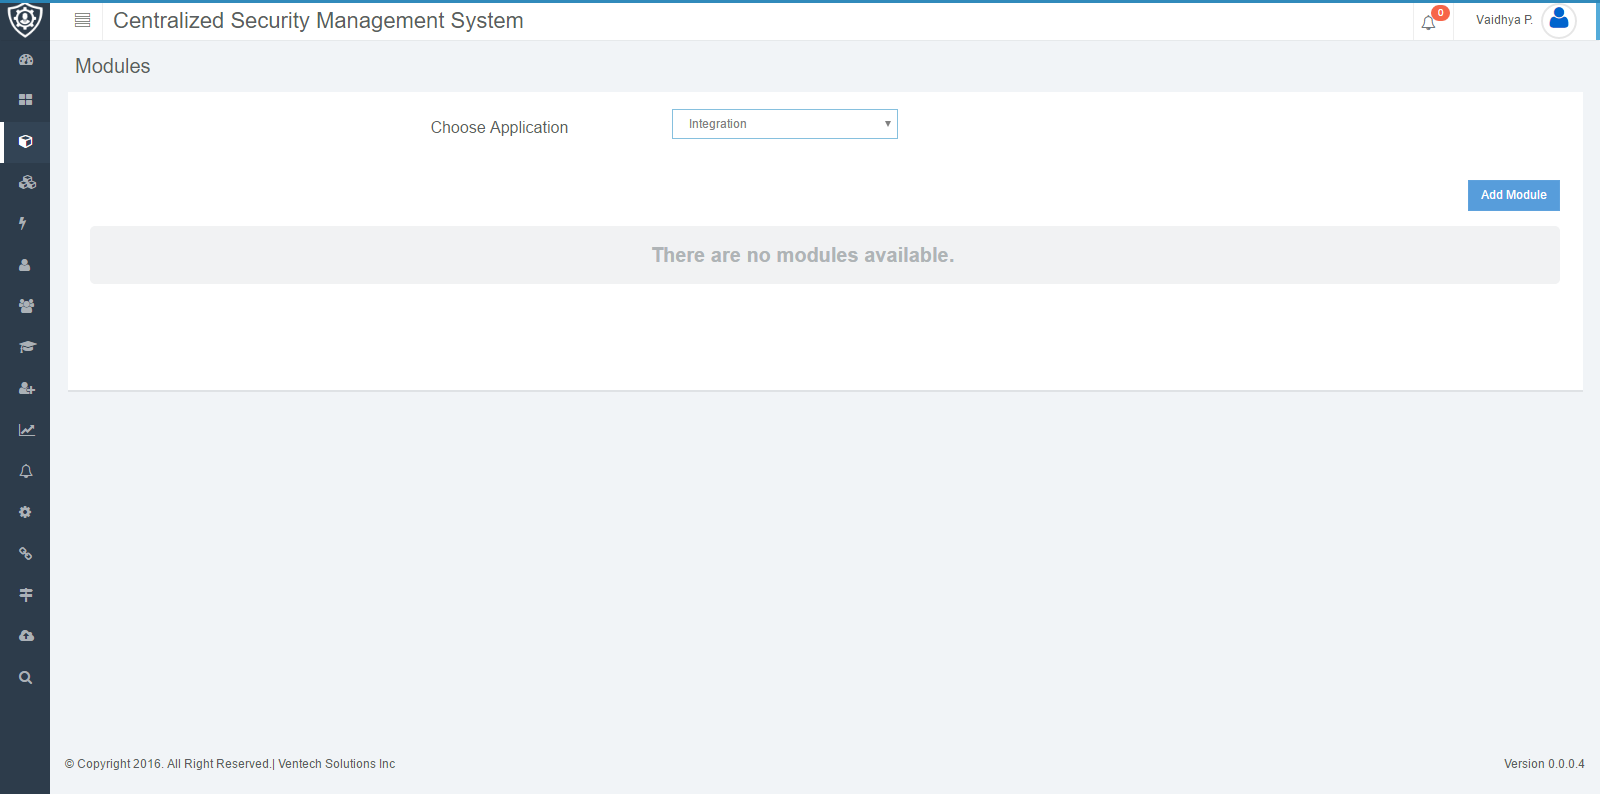 Centralized Security Management System
0
Vaidhya P.
Modules
Choose Application
Integration
Add Module
There are no modules available.
© Copyright 2016. All Right Reserved.| Ventech Solutions Inc
Version 0.0.0.4